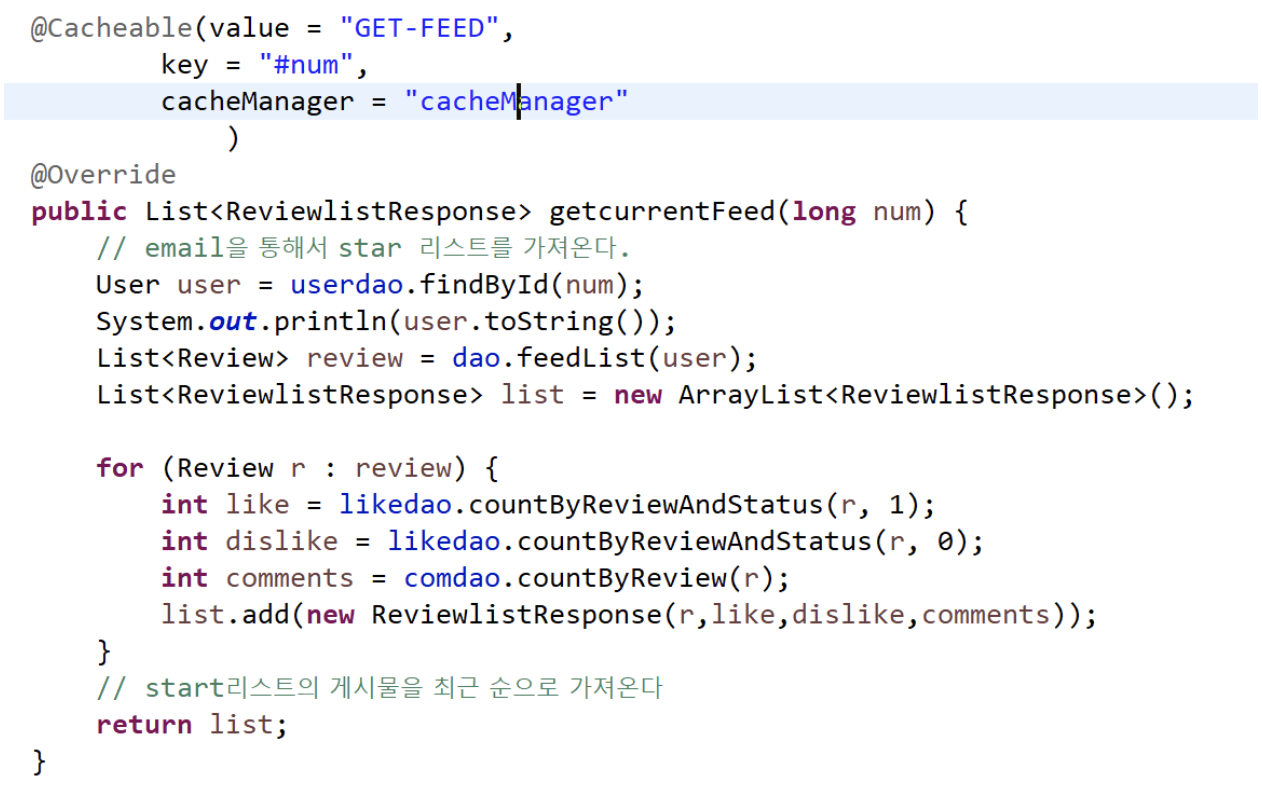 @Cacheable(value = "GET-FEED",
        key = "#num",
        cacheManager = "cacheManager"
            )
@Override
public List<ReviewlistResponse> getcurrentFeed(long num) {
    // email을 통해서 star 리스트를 가져온다.
    User user = userdao.findById(num);
    System.out.println(user.toString());
    List<Review> review = dao.feedList(user);
    List<ReviewlistResponse> list = new ArrayList<ReviewlistResponse>();

    for (Review r : review) {
        int like = likedao.countByReviewAndStatus(r, 1);
        int dislike = likedao.countByReviewAndStatus(r, 0);
        int comments = comdao.countByReview(r);
        list.add(new ReviewlistResponse(r,like,dislike,comments));
    }
    // start리스트의 게시물을 최근 순으로 가져온다
    return list;
}